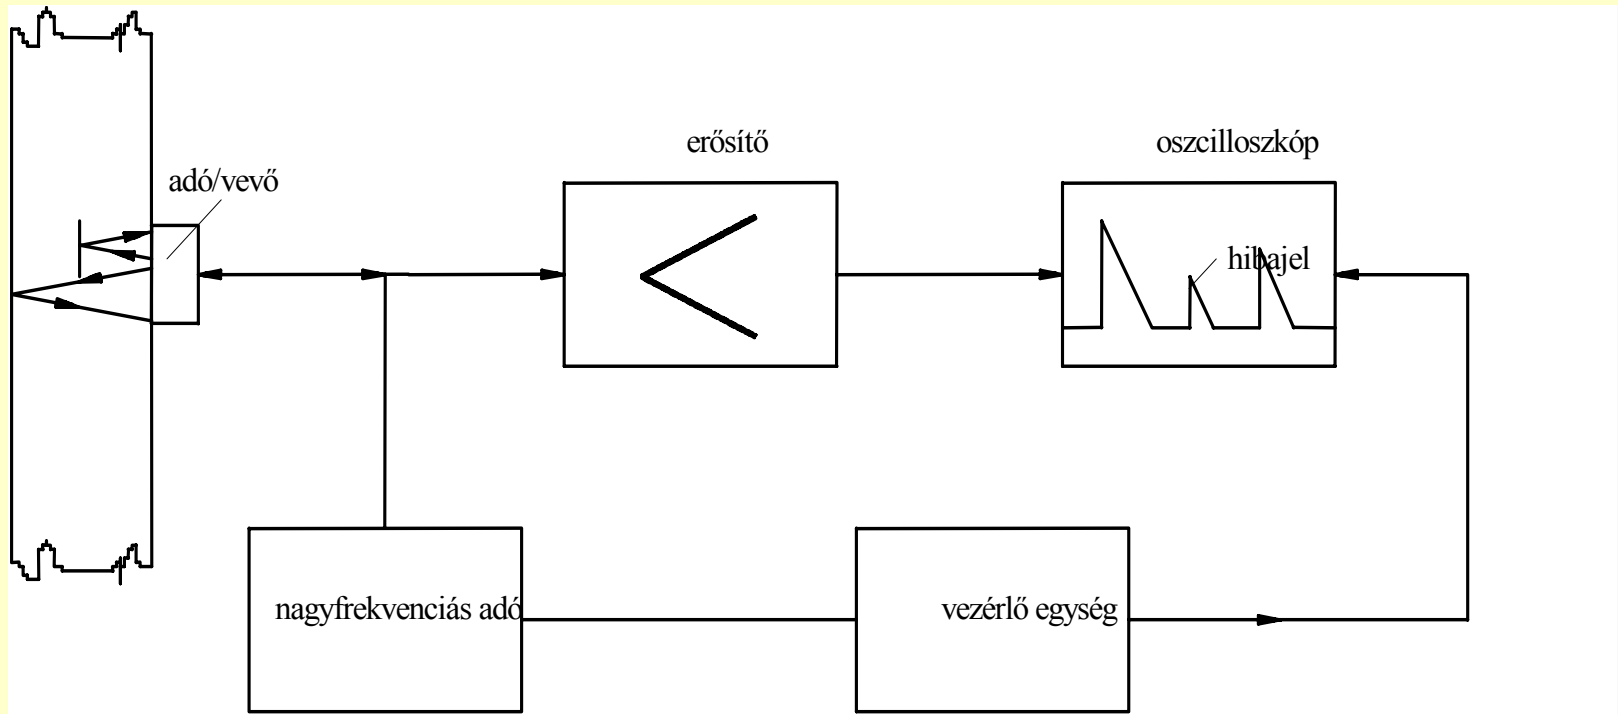 erősítő
oszcilloszkóp
adó/vevő
hibajel
nagyfrekvenciás adó
vezérlő egység